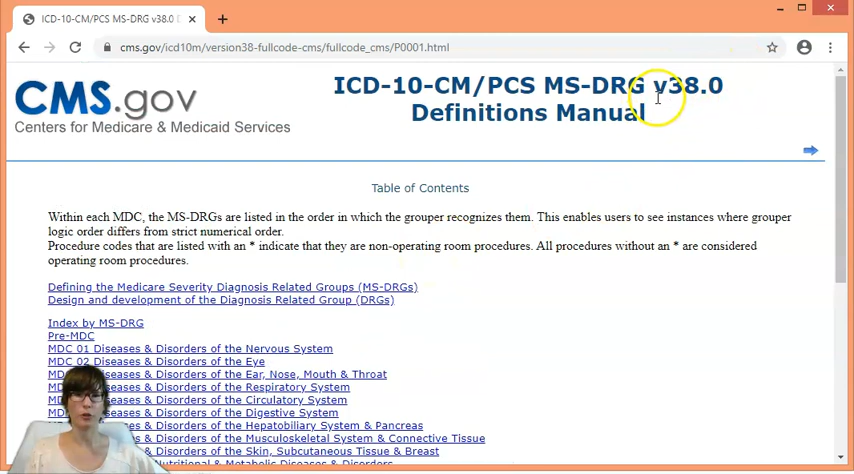 ICD-10-CM/PCS MS-DRG v38.0 D
cms.gov/icd10m/version38-fullcode-cms/fullcode_cms/P0001.html
CMS.gov
Centers for Medicare & Medicaid Services
ICD-10-CM/PCS MS-DRG v38.0
Definitions Manual
Table of Contents
Within each MDC, the MS-DRGs are listed in the order in which the grouper recognizes them. This enables users to see instances where grouper
logic order differs from strict numerical order.
Procedure codes that are listed with an * indicate that they are non-operating room procedures. All procedures without an * are considered
operating room procedures.
Defining the Medicare Severity Diagnosis Related Groups (MS-DRGs)
Design and development of the Diagnosis Related Group (DRGs)
Index by MS-DRG
Pre-MDC
MDC 01 Diseases & Disorders of the Nervous System
MDC 02 Diseases & Disorders of the Eye
Diseases & Disorders of the Ear, Nose, Mouth & Throat
Diseases & Disorders of the Respiratory System
Diseases & Disorders of the Circulatory System
Diseases & Disorders of the Digestive System
Diseases & Disorders of the Hepatobiliary System & Pancreas
Diseases & Disorders of the Musculoskeletal System & Connective Tissue
Diseases & Disorders of the Skin, Subcutaneous Tissue & Breast
Nutritional & Metabolic Diseases & Disorders